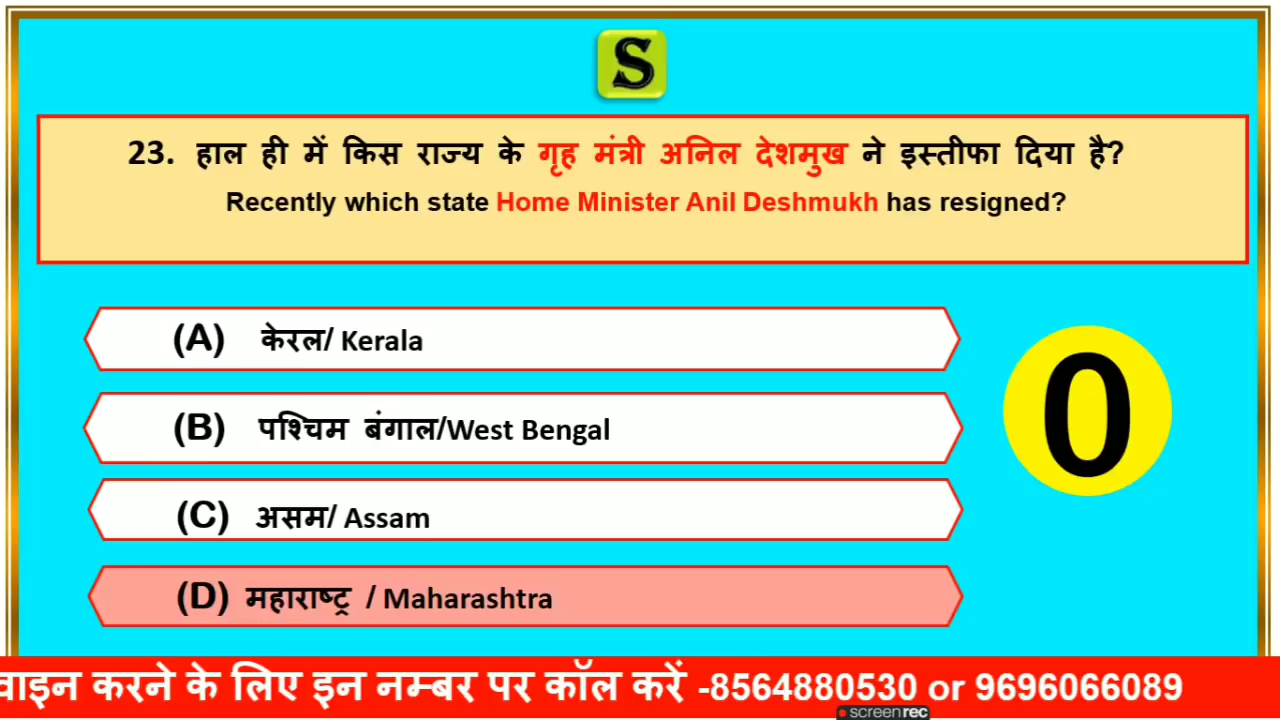 S
23. हाल ही में किस राज्य के गृह मंत्री अनिल देशमुख ने इस्तीफा दिया है?
Recently which state Home Minister Anil Deshmukh has resigned?
(A) केरल/ Kerala
(B) पश्चिम बंगाल/West Bengal
0
(C) असम/ Assam
(D) महाराष्ट्र / Maharashtra
वाइन करने के लिए इन नम्बर पर कॉल करें -8564880530 or 9696066089
screenrec